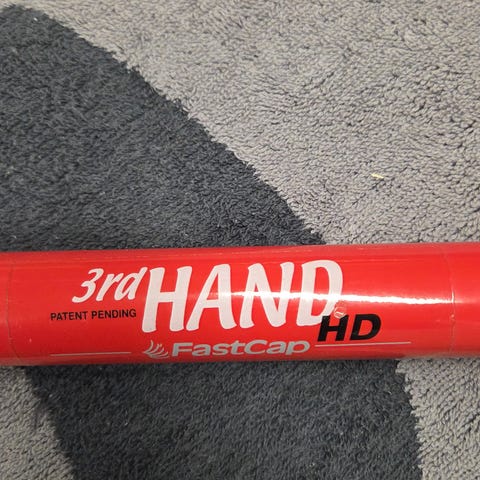 3rd HAND HD
PATENT PENDING
FastCap